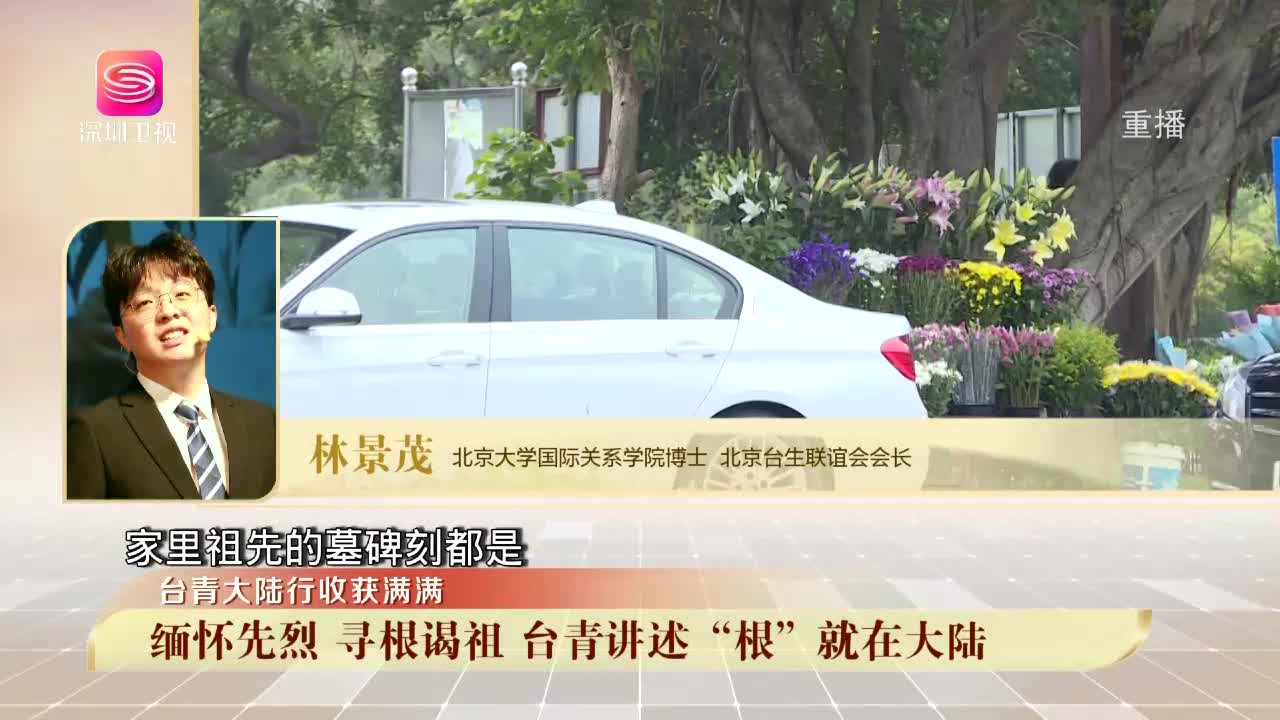 深圳卫视
重播
林景茂 北京大学国际关系学院博士 北京台生联谊会会长
家里祖先的墓碑刻都是
台青大陆行收获满满
缅怀先烈 寻根谒祖 台青讲述“根”就在大陆